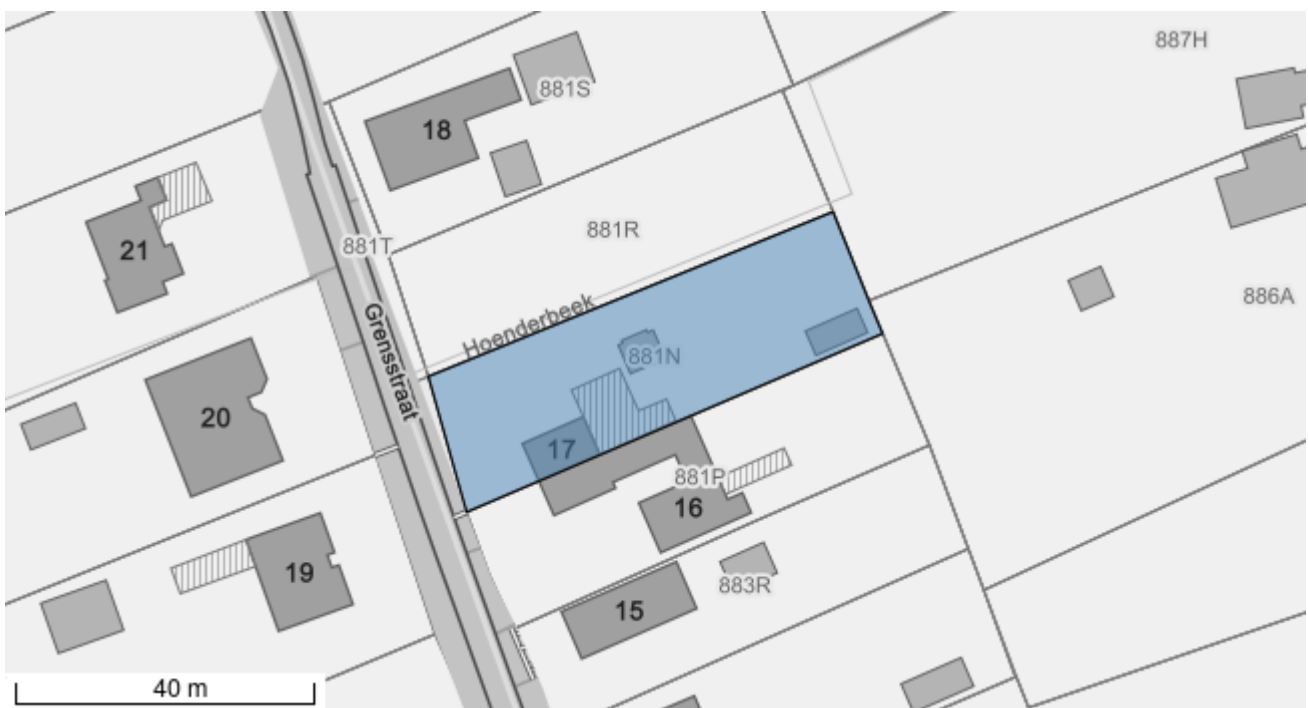 887H
881S
18
881R
881T
21
886A
Hoenderbeek
Grensstraat
881N
20
17
881P
16
19
883R
15
40 m